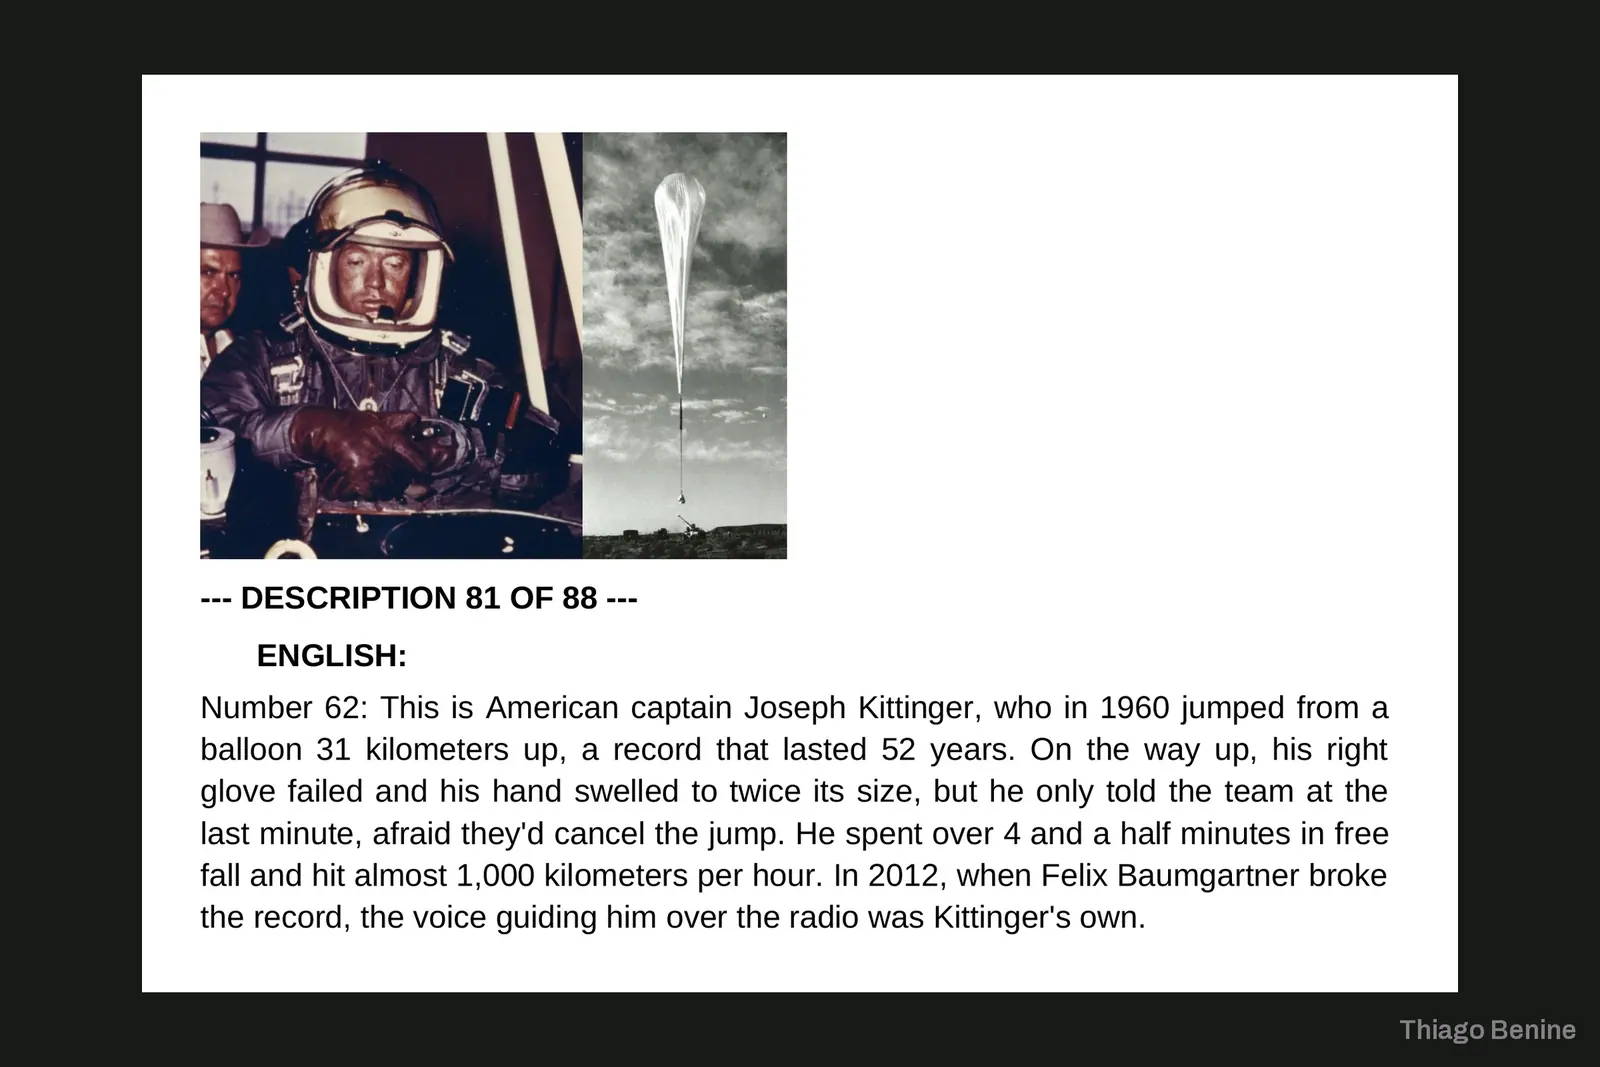 --- DESCRIPTION 81 OF 88 ---
ENGLISH:
Number 62: This is American captain Joseph Kittinger, who in 1960 jumped from a
balloon 31 kilometers up, a record that lasted 52 years. On the way up, his right
glove failed and his hand swelled to twice its size, but he only told the team at the
last minute, afraid they'd cancel the jump. He spent over 4 and a half minutes in free
fall and hit almost 1,000 kilometers per hour. In 2012, when Felix Baumgartner broke
the record, the voice guiding him over the radio was Kittinger's own.
Thiago Benine